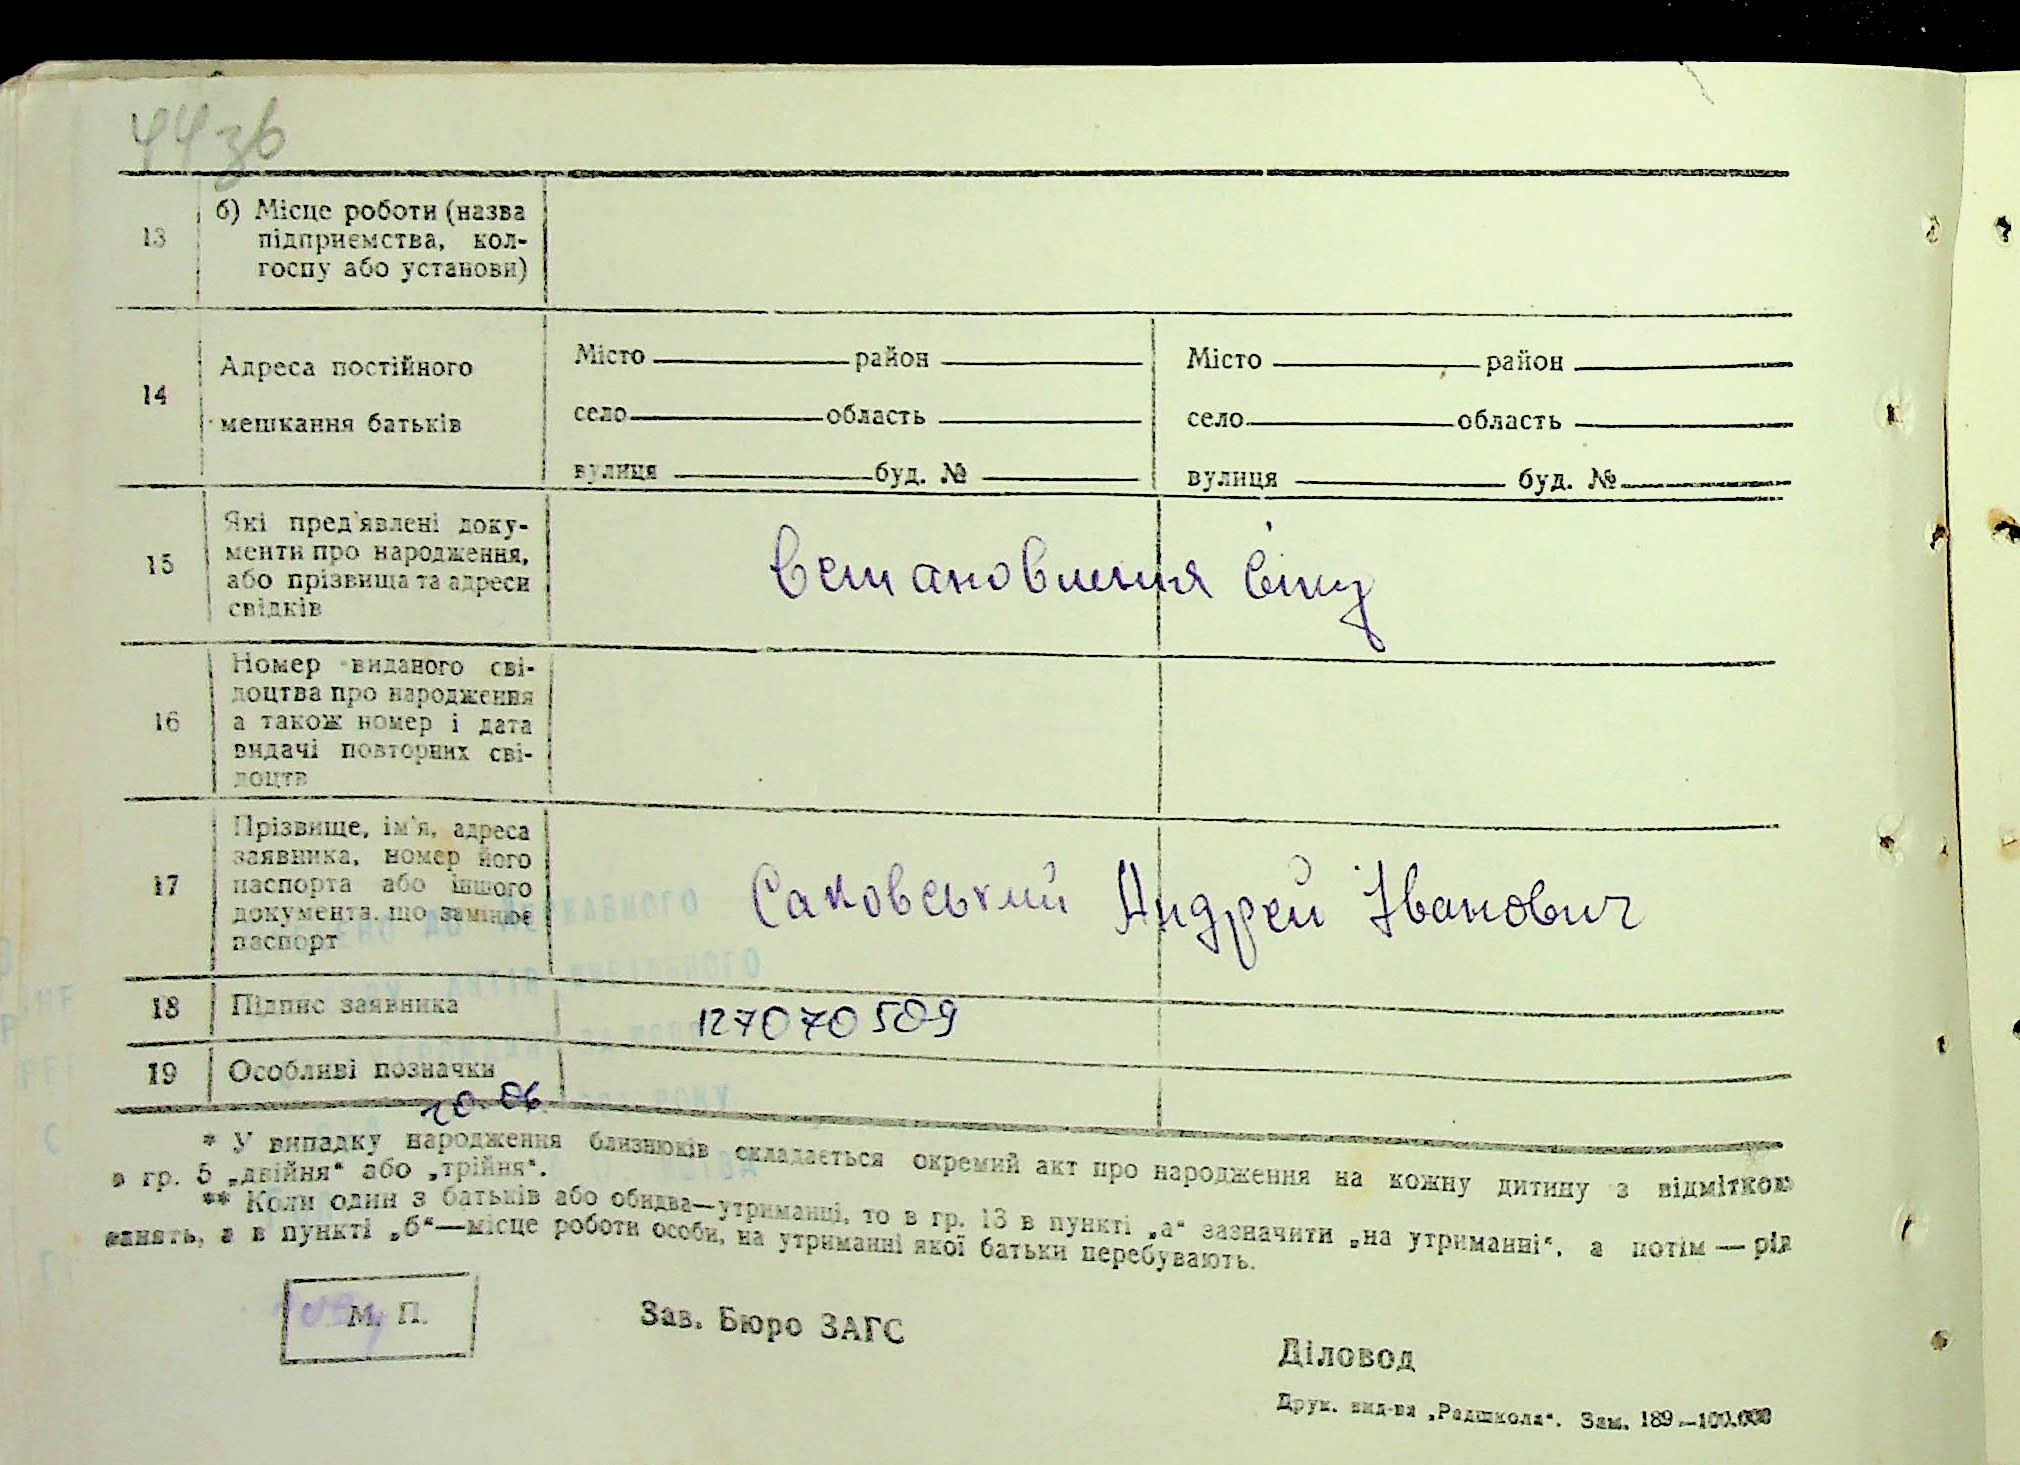 44зв
13
б) Місце роботи (назва
підприємства, кол-
госпу або установи)
14
Адреса постійного
мешкання батьків
Місто район
село область
вулиця буд. №
Місто район
село область
вулиця буд. №
15
Які пред'явлені доку-
менти про народження,
або прізвища та адреси
свідків
встановлення віку
16
Номер виданого сві-
доцтва про народження
а також номер і дата
видачі повторних сві-
доцтв
17
Прізвище, ім'я, адреса
заявника, номер його
паспорта або іншого
документа, що замінює
паспорт
Саковський Андрей Іванович
18
Підпис заявника
127070509
19
Особливі позначки
20.06
* У випадку народження близнюків складається окремий акт про народження на кожну дитину з відміткою
в гр. 5 „двійня“ або „трійня“.
** Коли один з батьків або обидва—утриманці, то в гр. 13 в пункті „а“ зазначити „на утриманні“, а потім — рід
занять, а в пункті „б“—місце роботи особи, на утриманні якої батьки перебувають.
М. П.
Зав. Бюро ЗАГС
Діловод
Друк. вид-ва „Радшкола“. Зам. 189—100.000